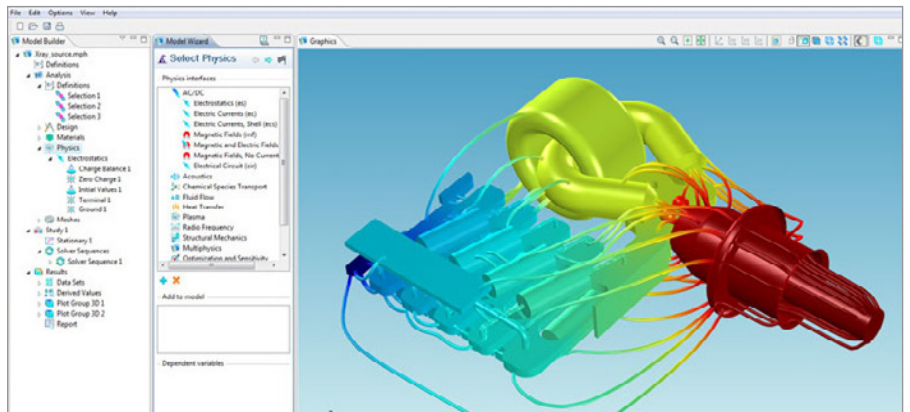 File Edit Options View Help
Model Builder
Xray_source.mph
Definitions
Analysis
Definitions
Selection 1
Selection 2
Selection 3
Design
Materials
Physics
Electrostatics
Charge Balance 1
Zero Charge 1
Initial Values 1
Terminal 1
Ground 1
Meshes
Study 1
Stationary 1
Solver Sequences
Solver Sequence 1
Results
Data Sets
Derived Values
Plot Group 3D 1
Plot Group 3D 2
Report
Model Wizard
Select Physics
Physics interfaces
AC/DC
Electrostatics (es)
Electric Currents (ec)
Electric Currents, Shell (ecs)
Magnetic Fields (mf)
Magnetic and Electric Fields
Magnetic Fields, No Current
Electrical Circuit (cir)
Acoustics
Chemical Species Transport
Fluid Flow
Heat Transfer
Plasma
Radio Frequency
Structural Mechanics
Multiphysics
Optimization and Sensitivity
Add to model
Dependent variables
Graphics